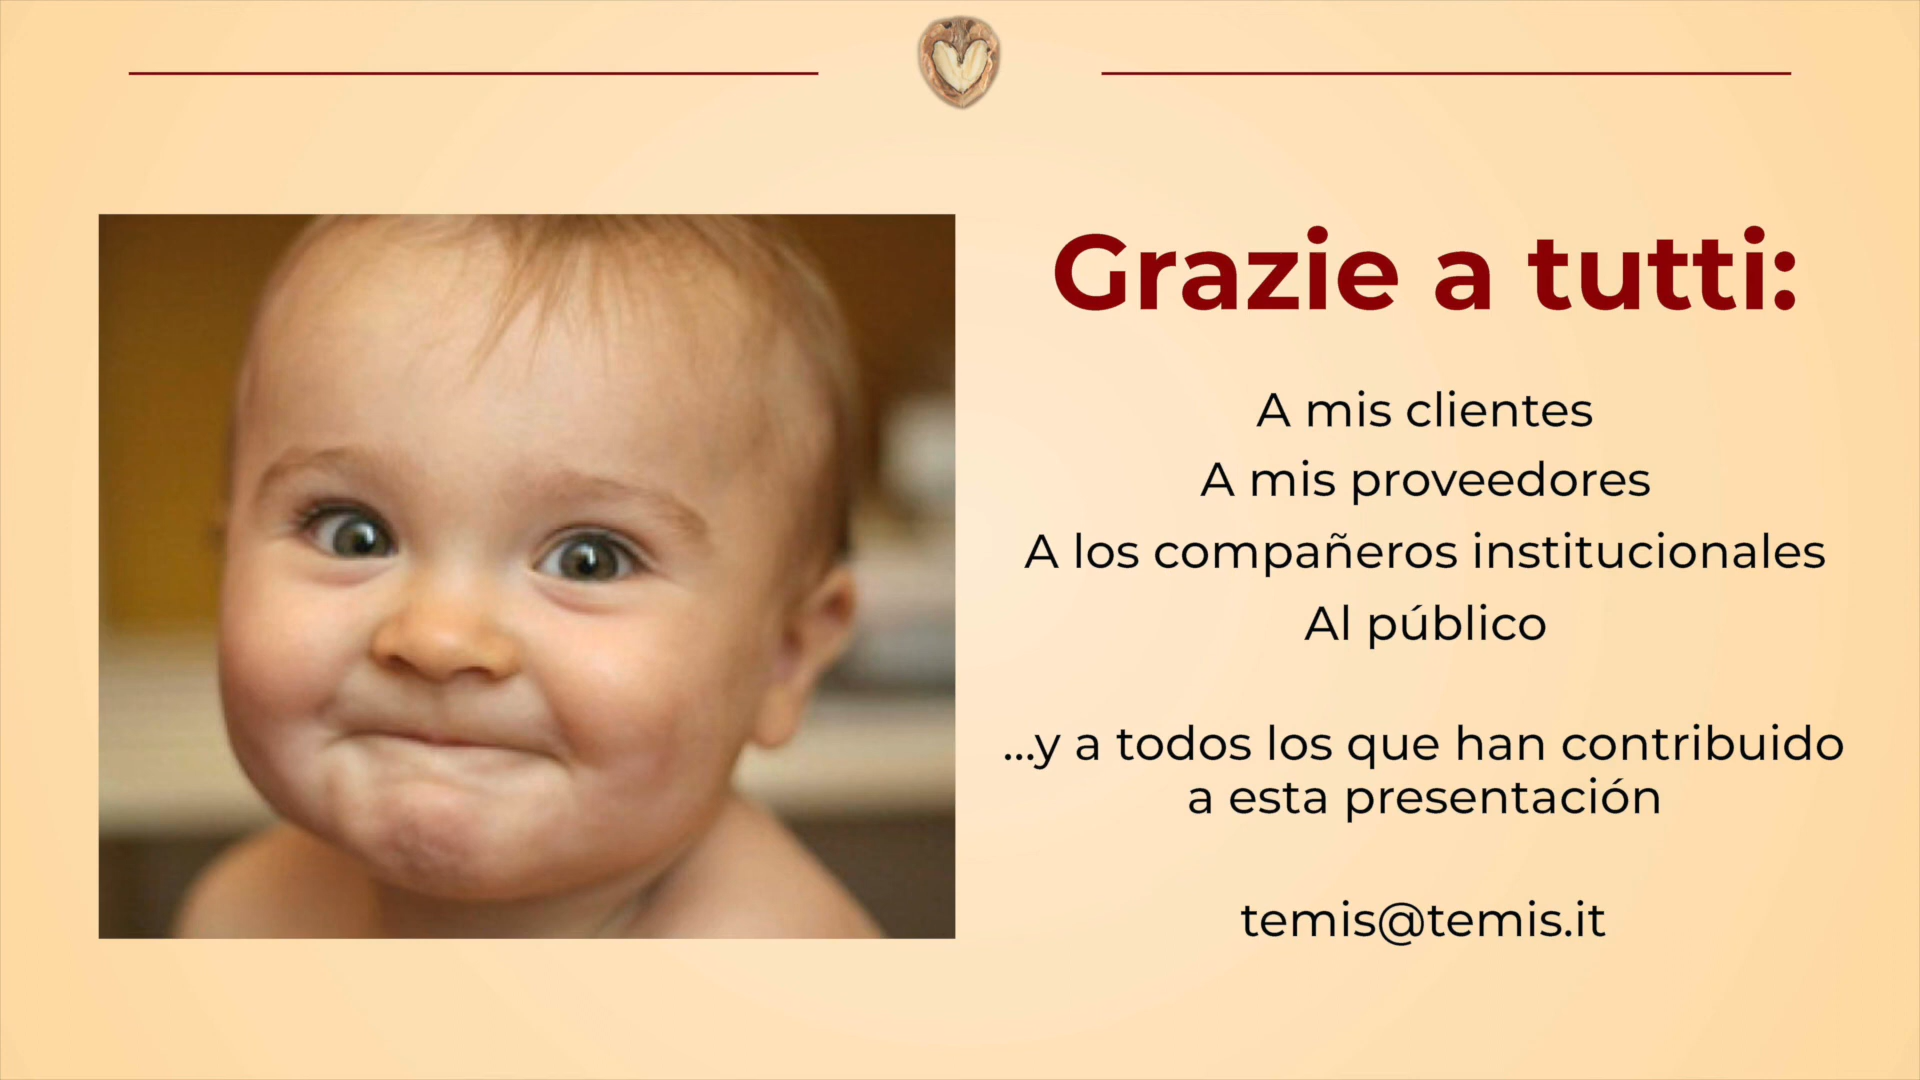 Grazie a tutti:
A mis clientes
A mis proveedores
A los compañeros institucionales
Al público
...y a todos los que han contribuido
a esta presentación
temis@temis.it